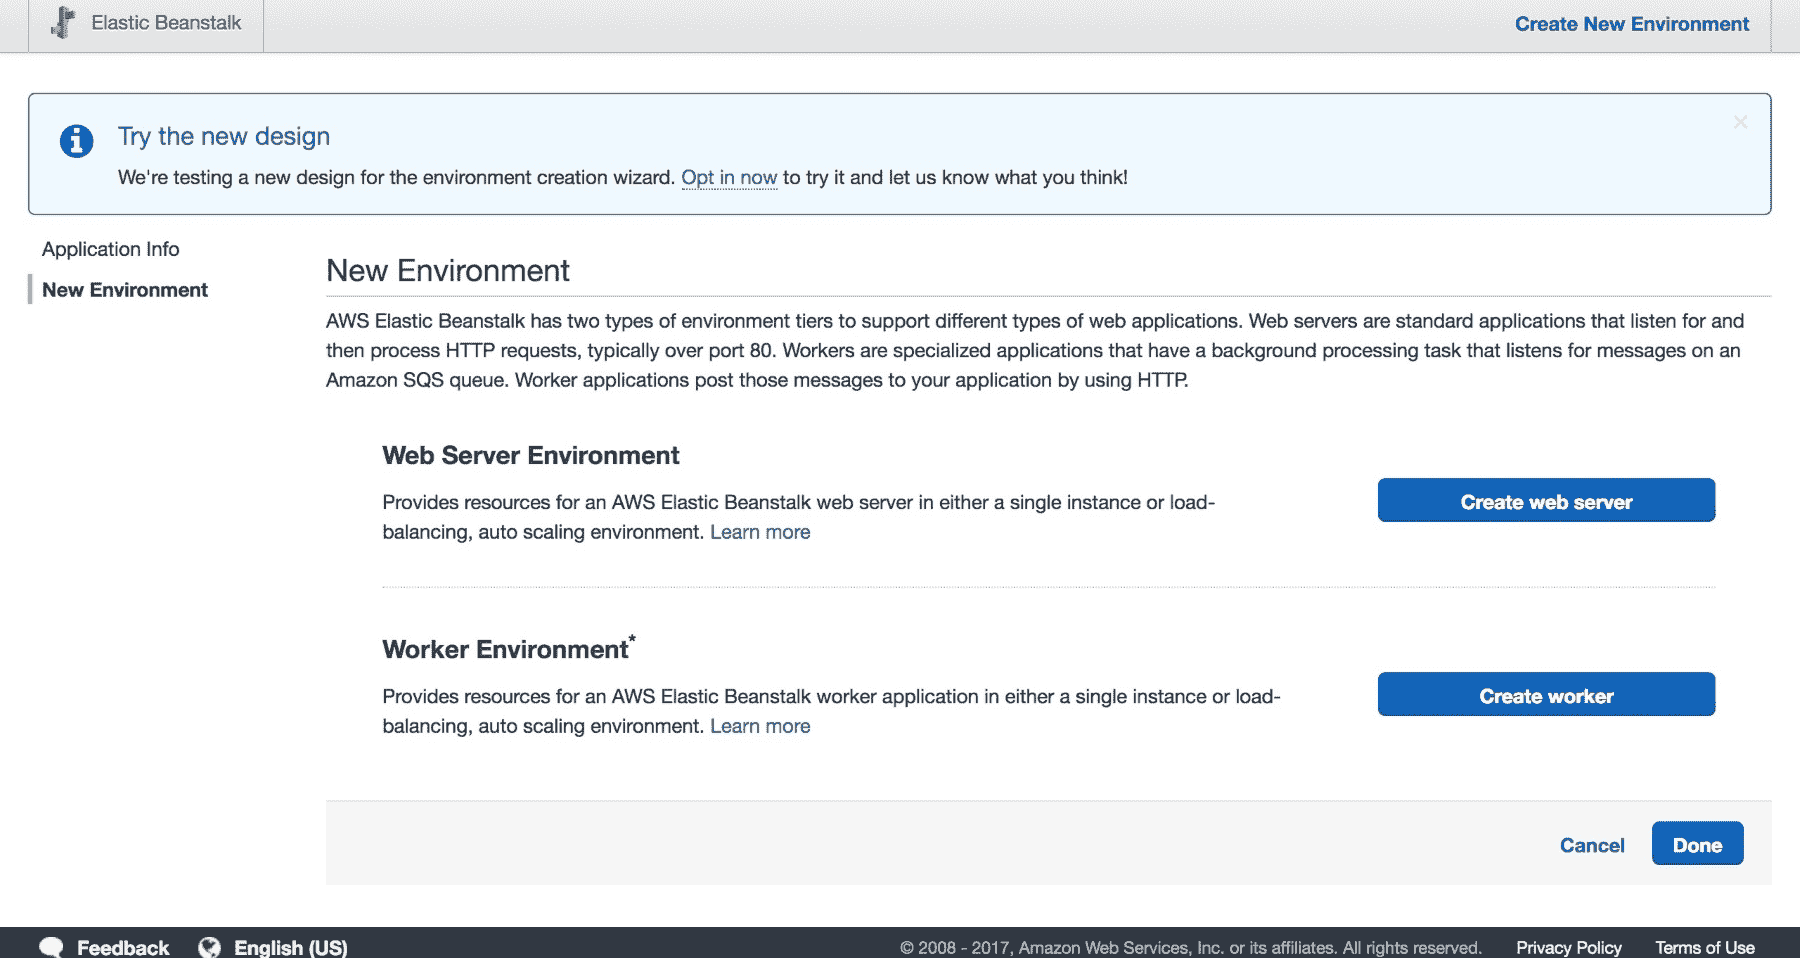 Elastic Beanstalk
Create New Environment
Try the new design
We're testing a new design for the environment creation wizard. Opt in now to try it and let us know what you think!
Application Info
New Environment
New Environment
AWS Elastic Beanstalk has two types of environment tiers to support different types of web applications. Web servers are standard applications that listen for and
then process HTTP requests, typically over port 80. Workers are specialized applications that have a background processing task that listens for messages on an
Amazon SQS queue. Worker applications post those messages to your application by using HTTP.
Web Server Environment
Provides resources for an AWS Elastic Beanstalk web server in either a single instance or load-
balancing, auto scaling environment. Learn more
Create web server
Worker Environment*
Provides resources for an AWS Elastic Beanstalk worker application in either a single instance or load-
balancing, auto scaling environment. Learn more
Create worker
Cancel
Done
Feedback
English (US)
© 2008 - 2017, Amazon Web Services, Inc. or its affiliates. All rights reserved.
Privacy Policy
Terms of Use